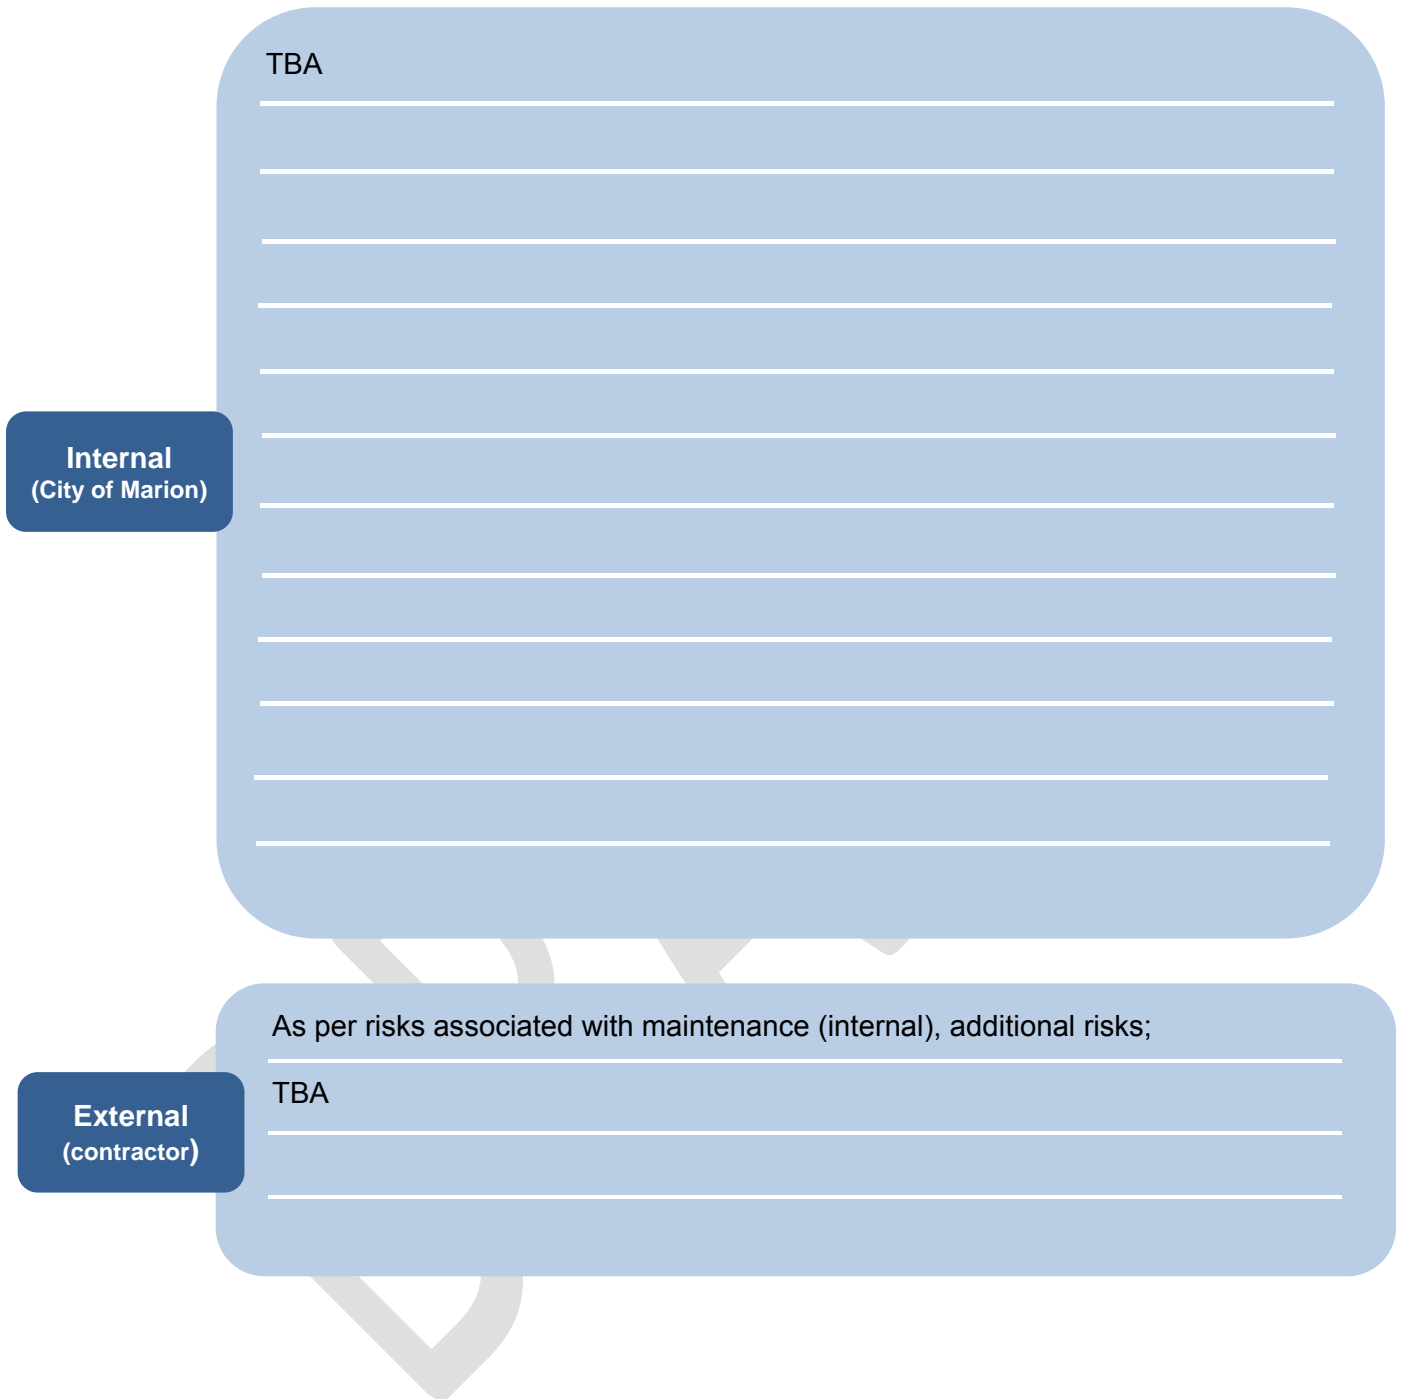 TBA
Internal
(City of Marion)
As per risks associated with maintenance (internal), additional risks;
TBA
External
(contractor)